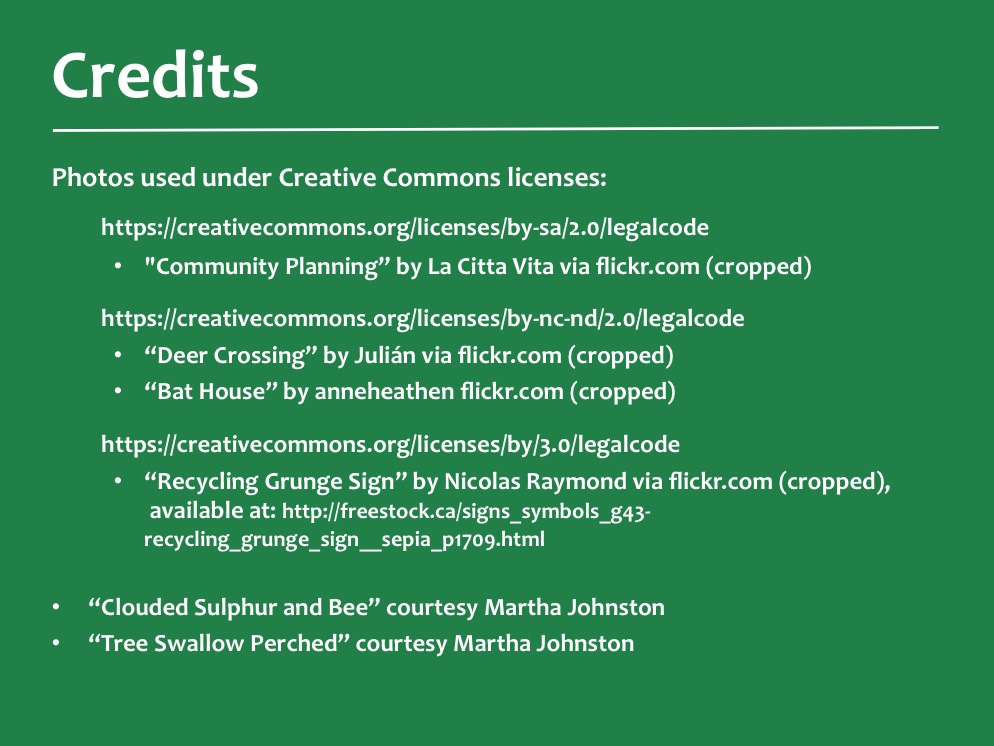 Credits
Photos used under Creative Commons licenses:
https://creativecommons.org/licenses/by-sa/2.0/legalcode
• "Community Planning” by La Citta Vita via flickr.com (cropped)
https://creativecommons.org/licenses/by-nc-nd/2.0/legalcode
• “Deer Crossing” by Julián via flickr.com (cropped)
• “Bat House” by anneheathen flickr.com (cropped)
https://creativecommons.org/licenses/by/3.0/legalcode
• “Recycling Grunge Sign” by Nicolas Raymond via flickr.com (cropped),
available at: http://freestock.ca/signs_symbols_g43-
recycling_grunge_sign__sepia_p1709.html
• “Clouded Sulphur and Bee” courtesy Martha Johnston
• “Tree Swallow Perched” courtesy Martha Johnston